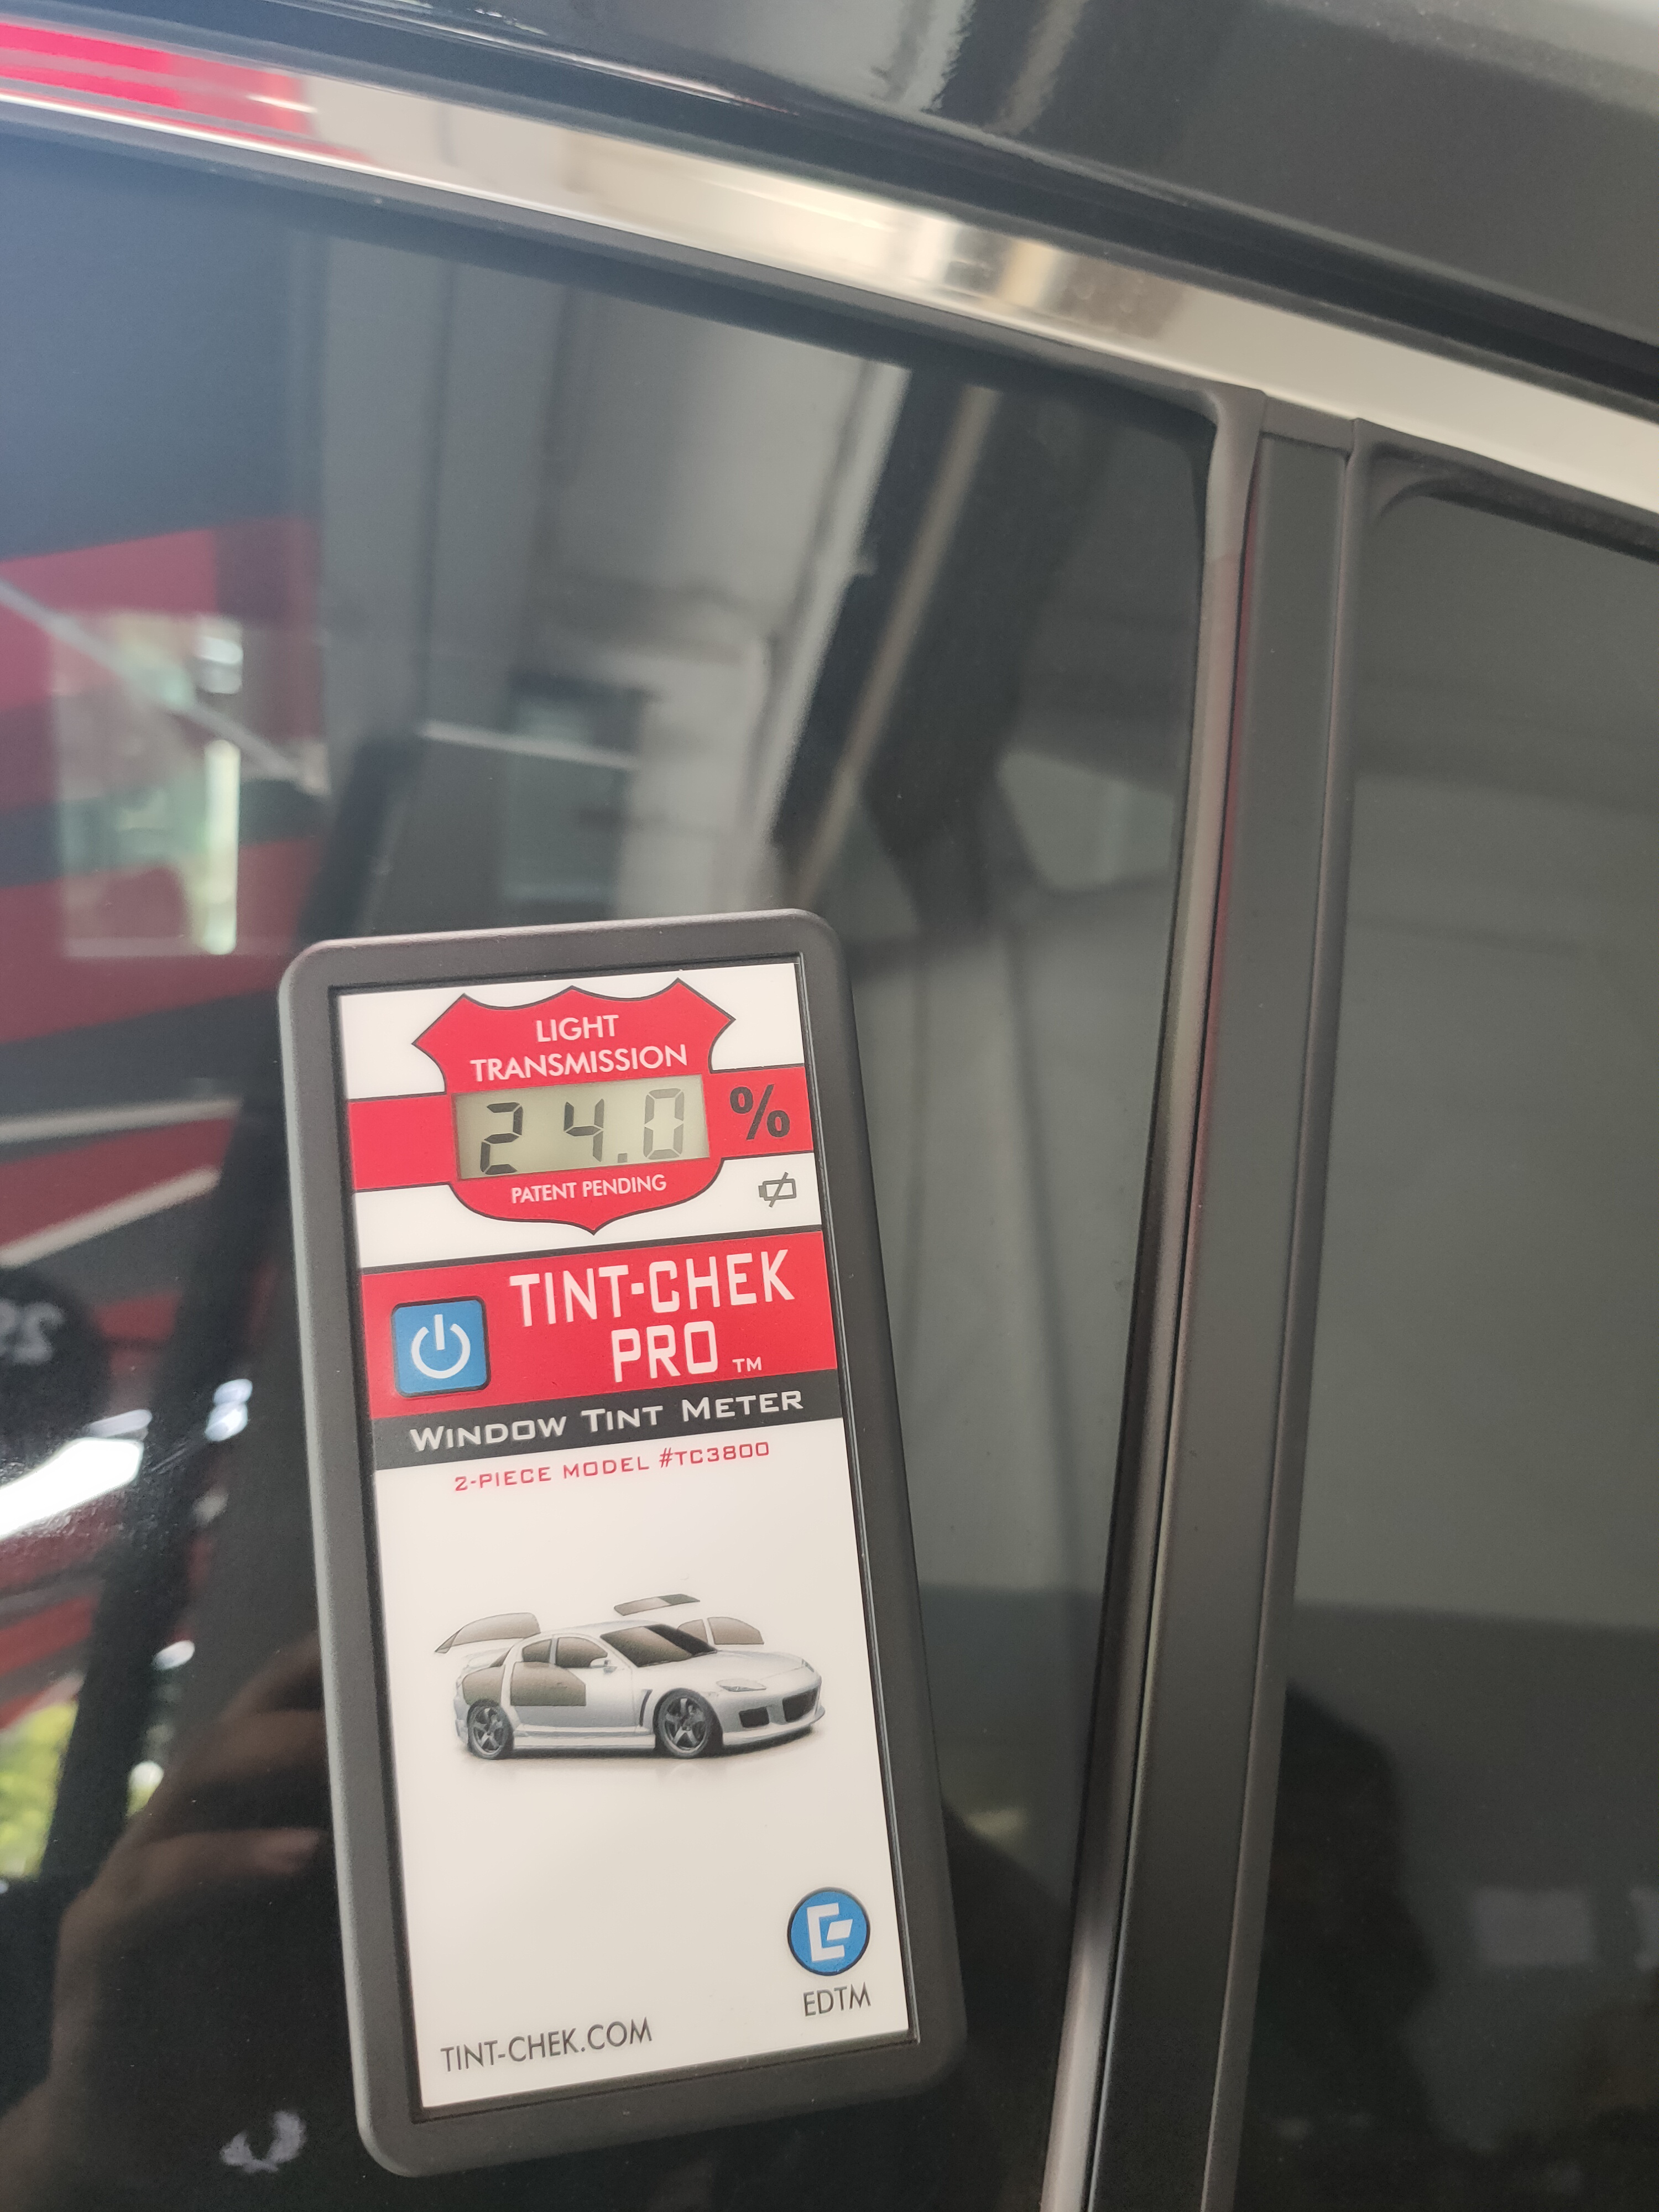 LIGHT
TRANSMISSION
24.0 %
PATENT PENDING
TINT-CHEK
PRO TM
WINDOW TINT METER
2-PIECE MODEL #TC3800
EDTM
TINT-CHEK.COM